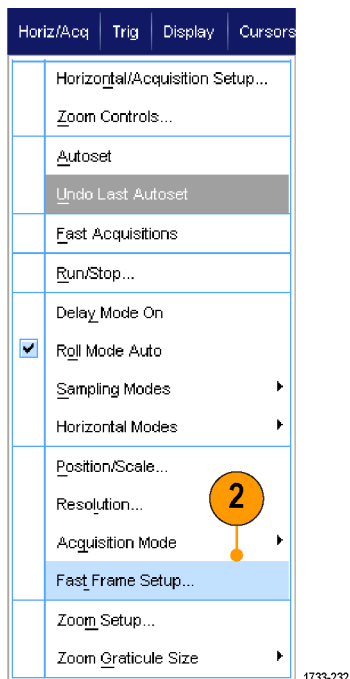 Horiz/Acq Trig Display Cursors
Horizontal/Acquisition Setup...
Zoom Controls...
Autoset
Undo Last Autoset
Fast Acquisitions
Run/Stop...
Delay Mode On
Roll Mode Auto
Sampling Modes
Horizontal Modes
Position/Scale...
Resolution...
2
Acquisition Mode
Fast Frame Setup...
Zoom Setup...
Zoom Graticule Size
1733-232